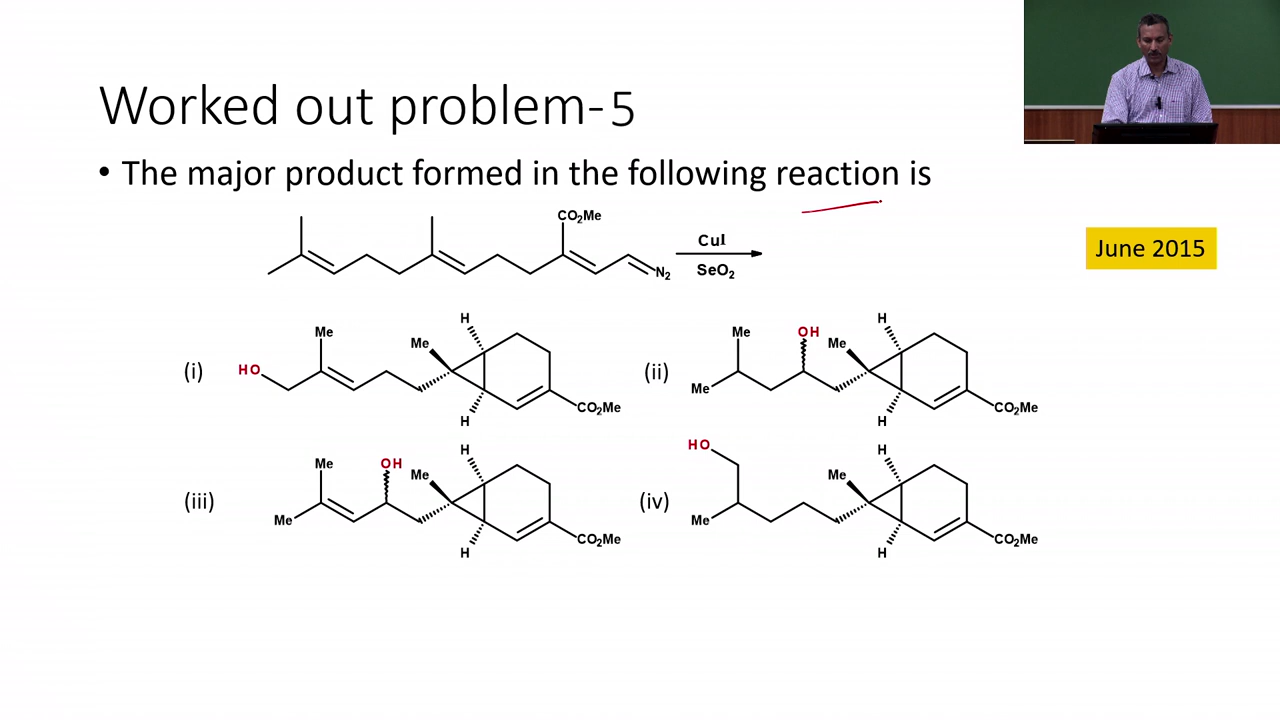 Worked out problem-5
• The major product formed in the following reaction is
CO₂Me
N₂
CuI
SeO₂
June 2015
(i)
HO
Me
Me
H
H
CO₂Me
(ii)
Me
Me
OH
Me
H
H
CO₂Me
(iii)
Me
Me
OH
Me
H
H
CO₂Me
(iv)
HO
Me
Me
H
H
CO₂Me